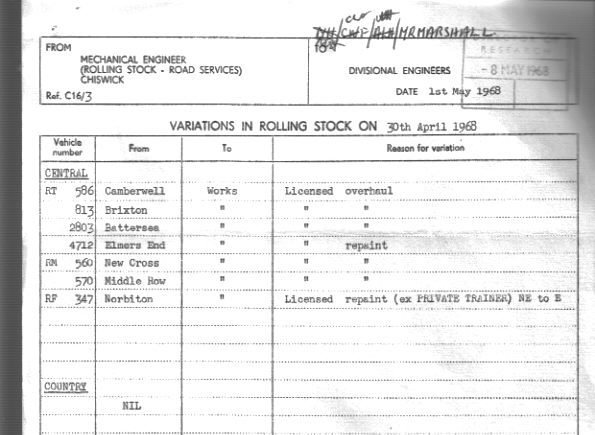 CHF/ALH/MR MARSHALL
FROM
MECHANICAL ENGINEER
(ROLLING STOCK - ROAD SERVICES)
CHISWICK
Ref. C16/3
DIVISIONAL ENGINEERS
RESEARCH
- 8 MAY 1968
DATE 1st May 1968
VARIATIONS IN ROLLING STOCK ON 30th April 1968
Vehicle number From To Reason for variation
CENTRAL
RT 586 Camberwell Works Licensed overhaul
813 Brixton " " "
2803 Battersea " " "
4712 Elmers End " " repaint
RM 560 New Cross " " "
570 Middle Row " " "
RF 347 Norbiton " Licensed repaint (ex PRIVATE TRAINER) NE to E
COUNTRY
NIL